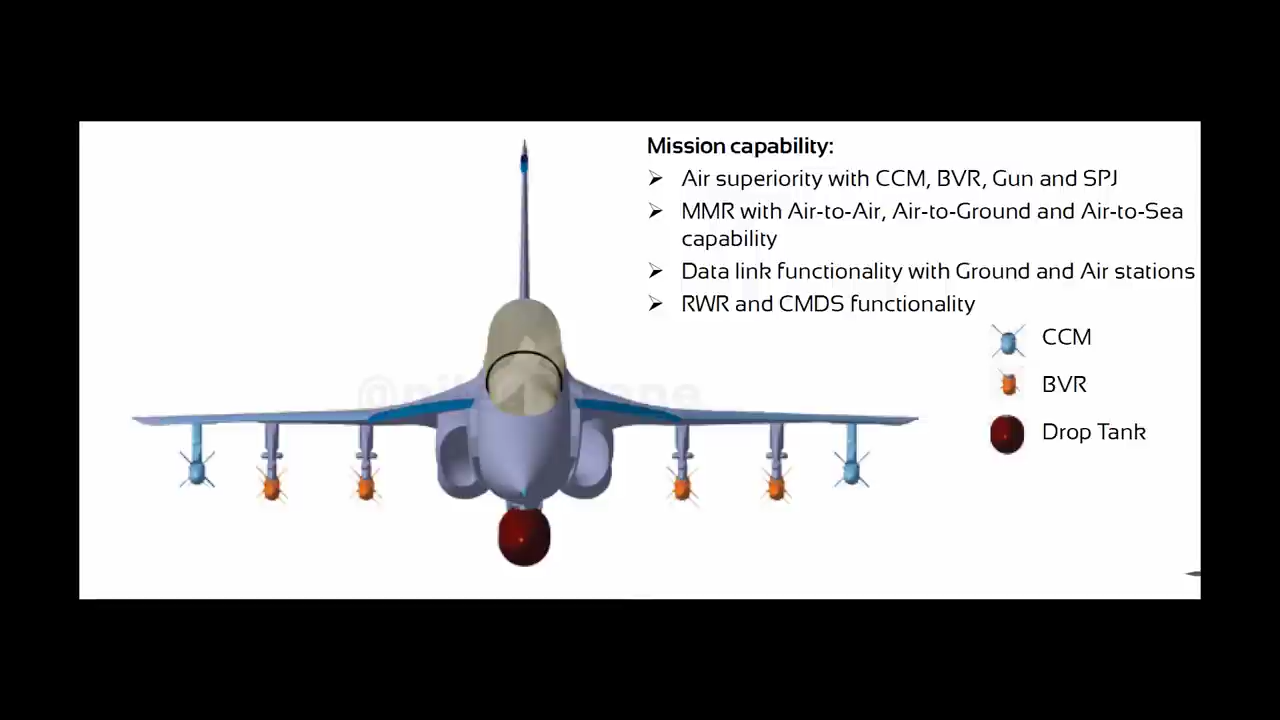 Mission capability:
➢ Air superiority with CCM, BVR, Gun and SPJ
➢ MMR with Air-to-Air, Air-to-Ground and Air-to-Sea
capability
➢ Data link functionality with Ground and Air stations
➢ RWR and CMDS functionality
CCM
BVR
Drop Tank